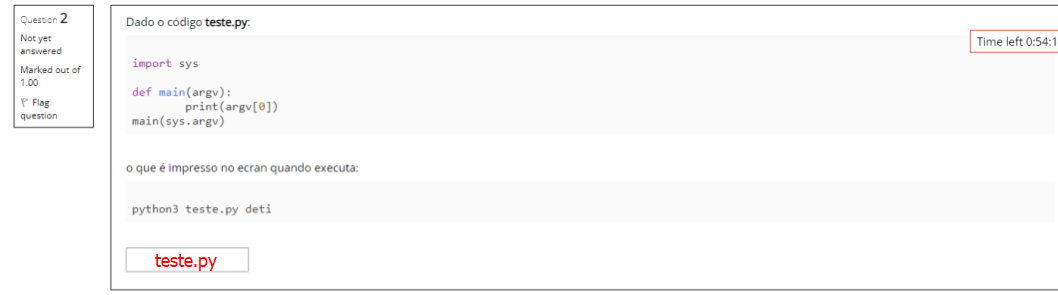 Question 2
Not yet
answered
Marked out of
1.00
Flag
question
Dado o código teste.py:
Time left 0:54:1
import sys
def main(argv):
print(argv[0])
main(sys.argv)
o que é impresso no ecran quando executa:
python3 teste.py deti
teste.py